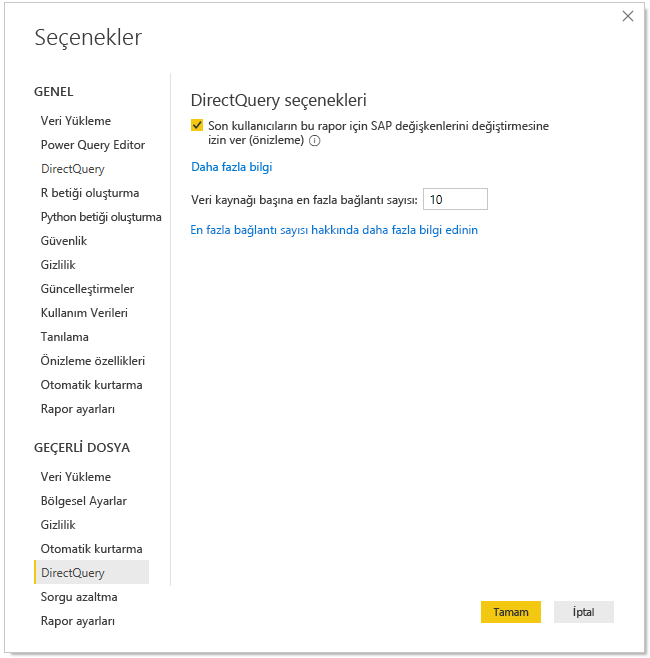 Seçenekler
GENEL
Veri Yükleme
Power Query Editor
DirectQuery
R betiği oluşturma
Python betiği oluşturma
Güvenlik
Gizlilik
Güncelleştirmeler
Kullanım Verileri
Tanılama
Önizleme özellikleri
Otomatik kurtarma
Rapor ayarları
GEÇERLİ DOSYA
Veri Yükleme
Bölgesel Ayarlar
Gizlilik
Otomatik kurtarma
DirectQuery
Sorgu azaltma
Rapor ayarları
DirectQuery seçenekleri
Son kullanıcıların bu rapor için SAP değişkenlerini değiştirmesine
izin ver (önizleme)
Daha fazla bilgi
Veri kaynağı başına en fazla bağlantı sayısı: 10
En fazla bağlantı sayısı hakkında daha fazla bilgi edinin
Tamam
İptal